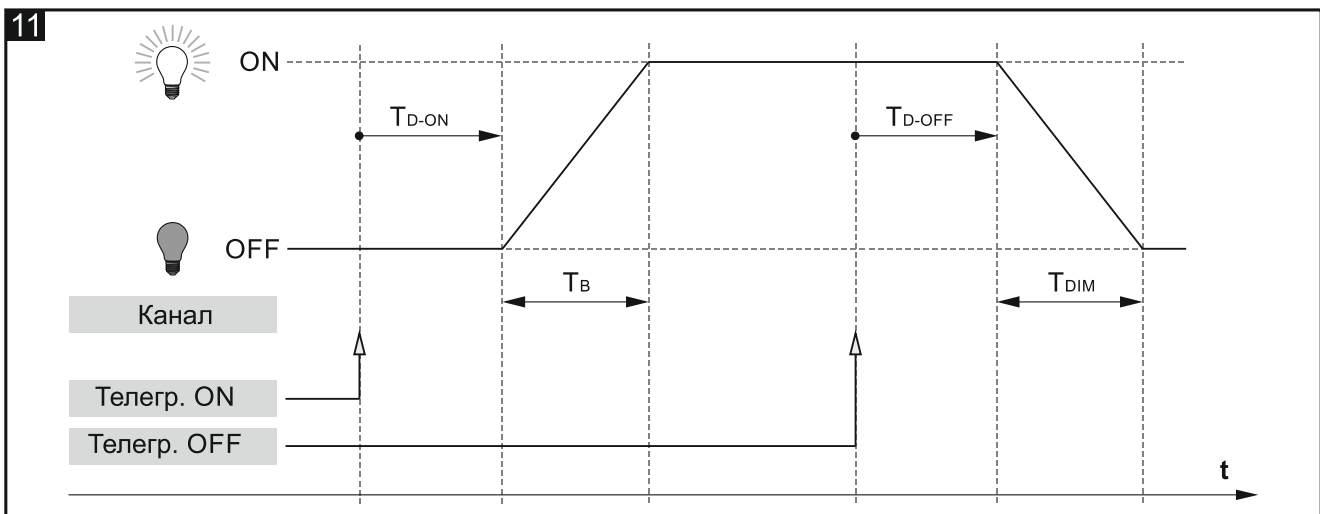 11
ON
TD-ON
TD-OFF
OFF
TB
TDIM
Канал
Телегр. ON
Телегр. OFF
t